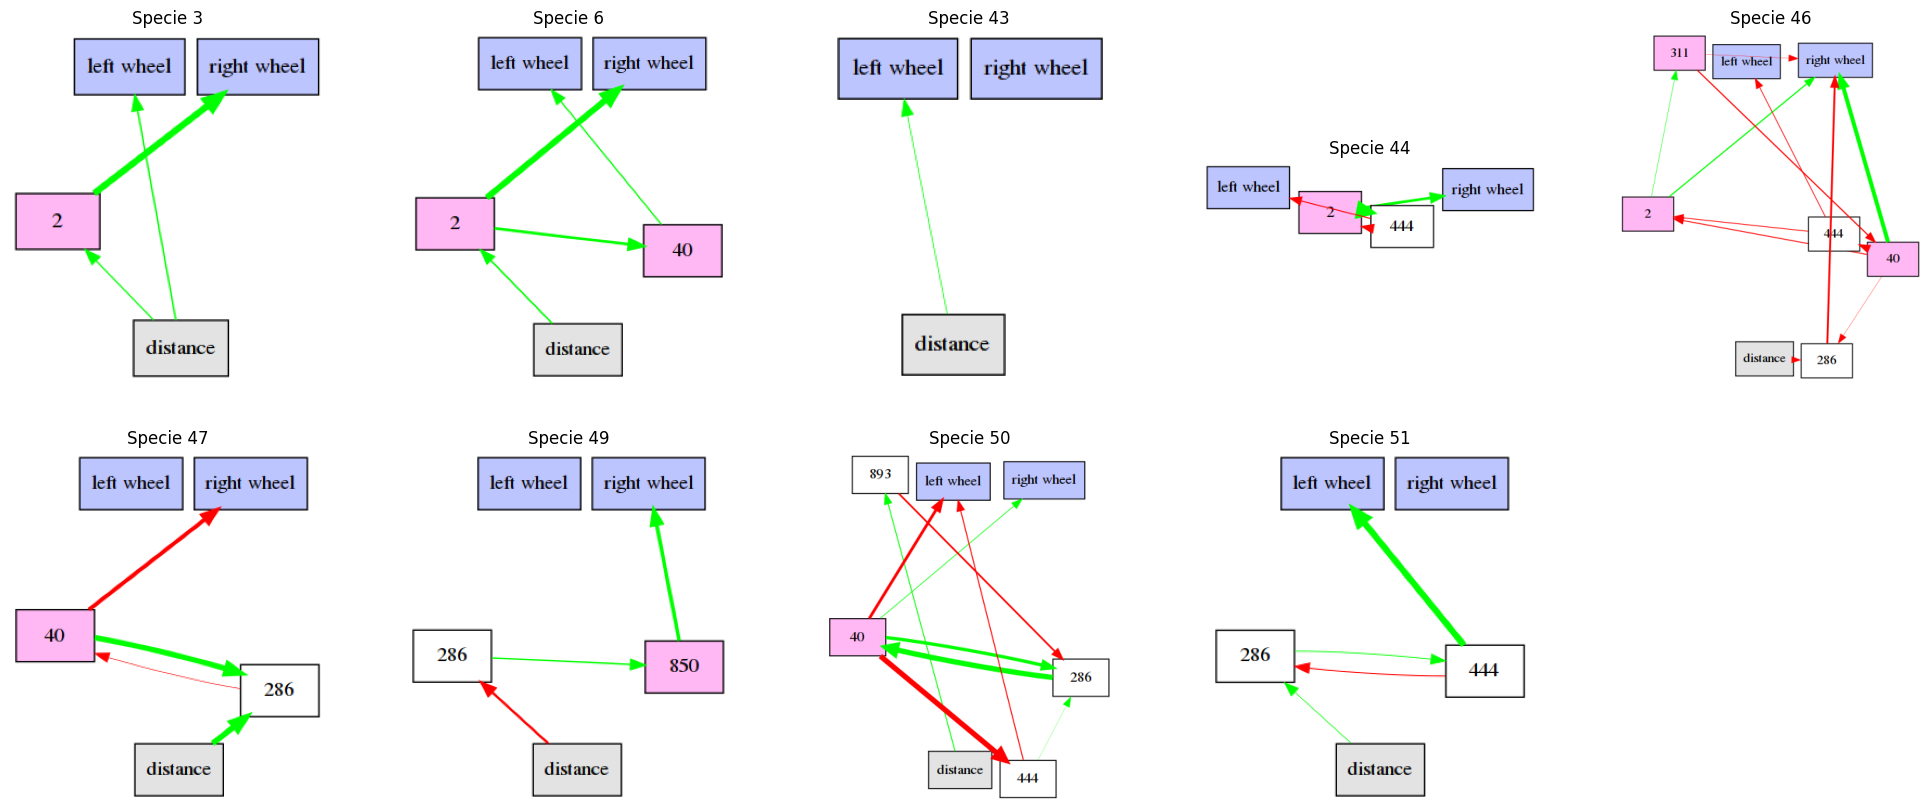 Specie 3
left wheel
right wheel
2
distance
Specie 6
left wheel
right wheel
2
40
distance
Specie 43
left wheel
right wheel
distance
Specie 44
left wheel
right wheel
2
444
Specie 46
311
left wheel
right wheel
2
444
40
distance
286
Specie 47
left wheel
right wheel
40
286
distance
Specie 49
left wheel
right wheel
286
850
distance
Specie 50
893
left wheel
right wheel
40
286
distance
444
Specie 51
left wheel
right wheel
286
444
distance